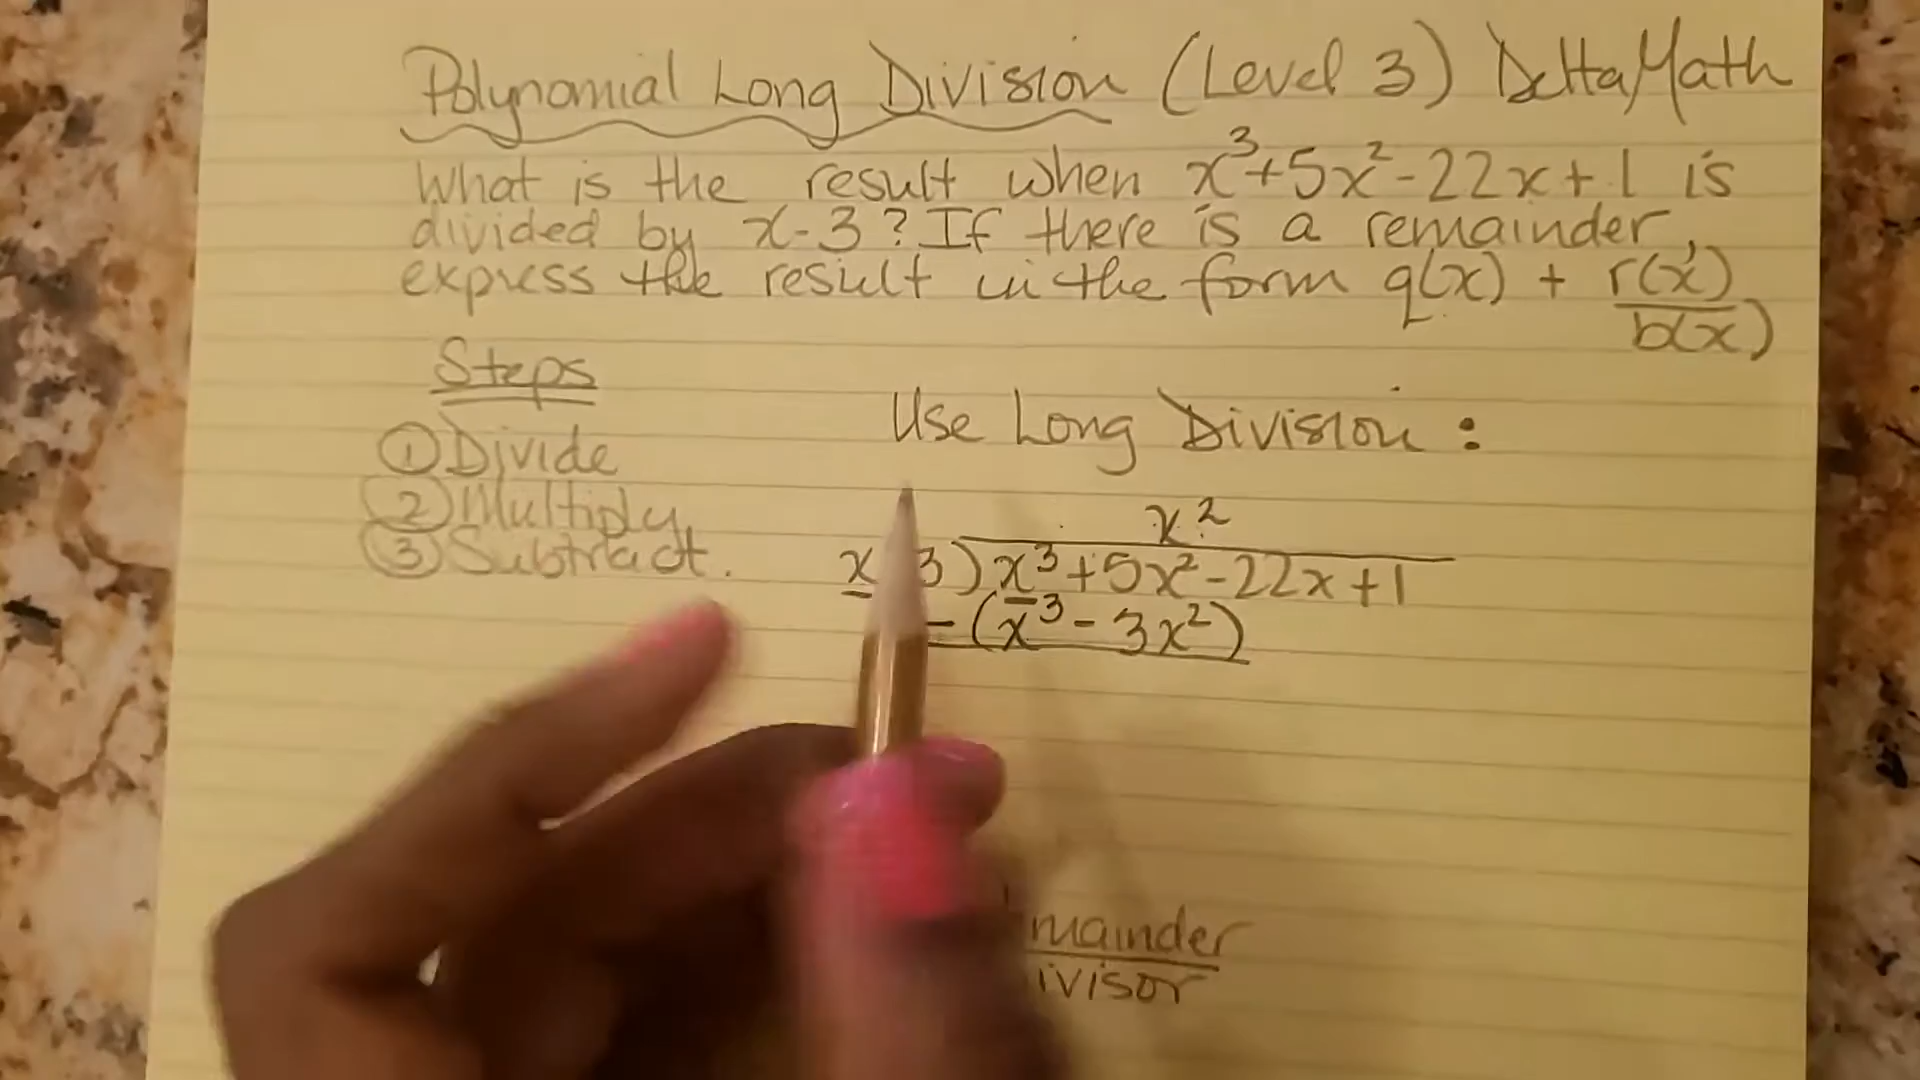 Polynomial Long Division (Level 3) DeltaMath
What is the result when x³+5x²-22x+1 is
divided by x-3? If there is a remainder,
express the result in the form q(x) + r(x)
b(x)
Steps
Use Long Division:
① Divide
② Multiply
③ Subtract.
x²
x 3)x³+5x²-22x+1
-(x³-3x²)
mainder
ivisor